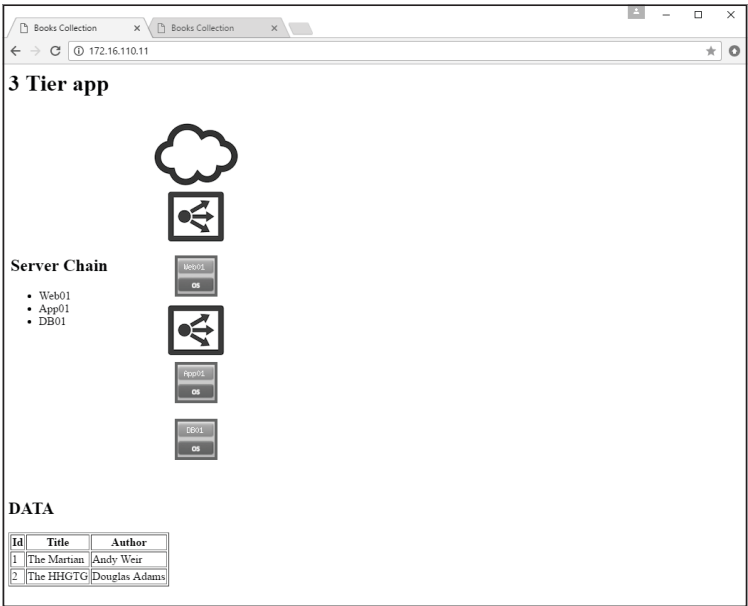 Books Collection
Books Collection
172.16.110.11
3 Tier app
Server Chain
Web01
App01
DB01
Web01
OS
App01
OS
DB01
OS
DATA
Id Title Author
1 The Martian Andy Weir
2 The HHGTG Douglas Adams